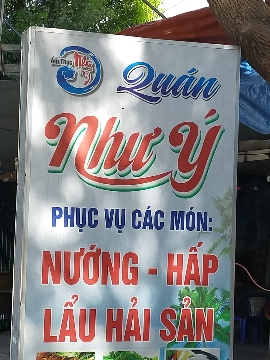 Quán
Như Ý
PHỤC VỤ CÁC MÓN:
NƯỚNG - HẤP
LẨU HẢI SẢN